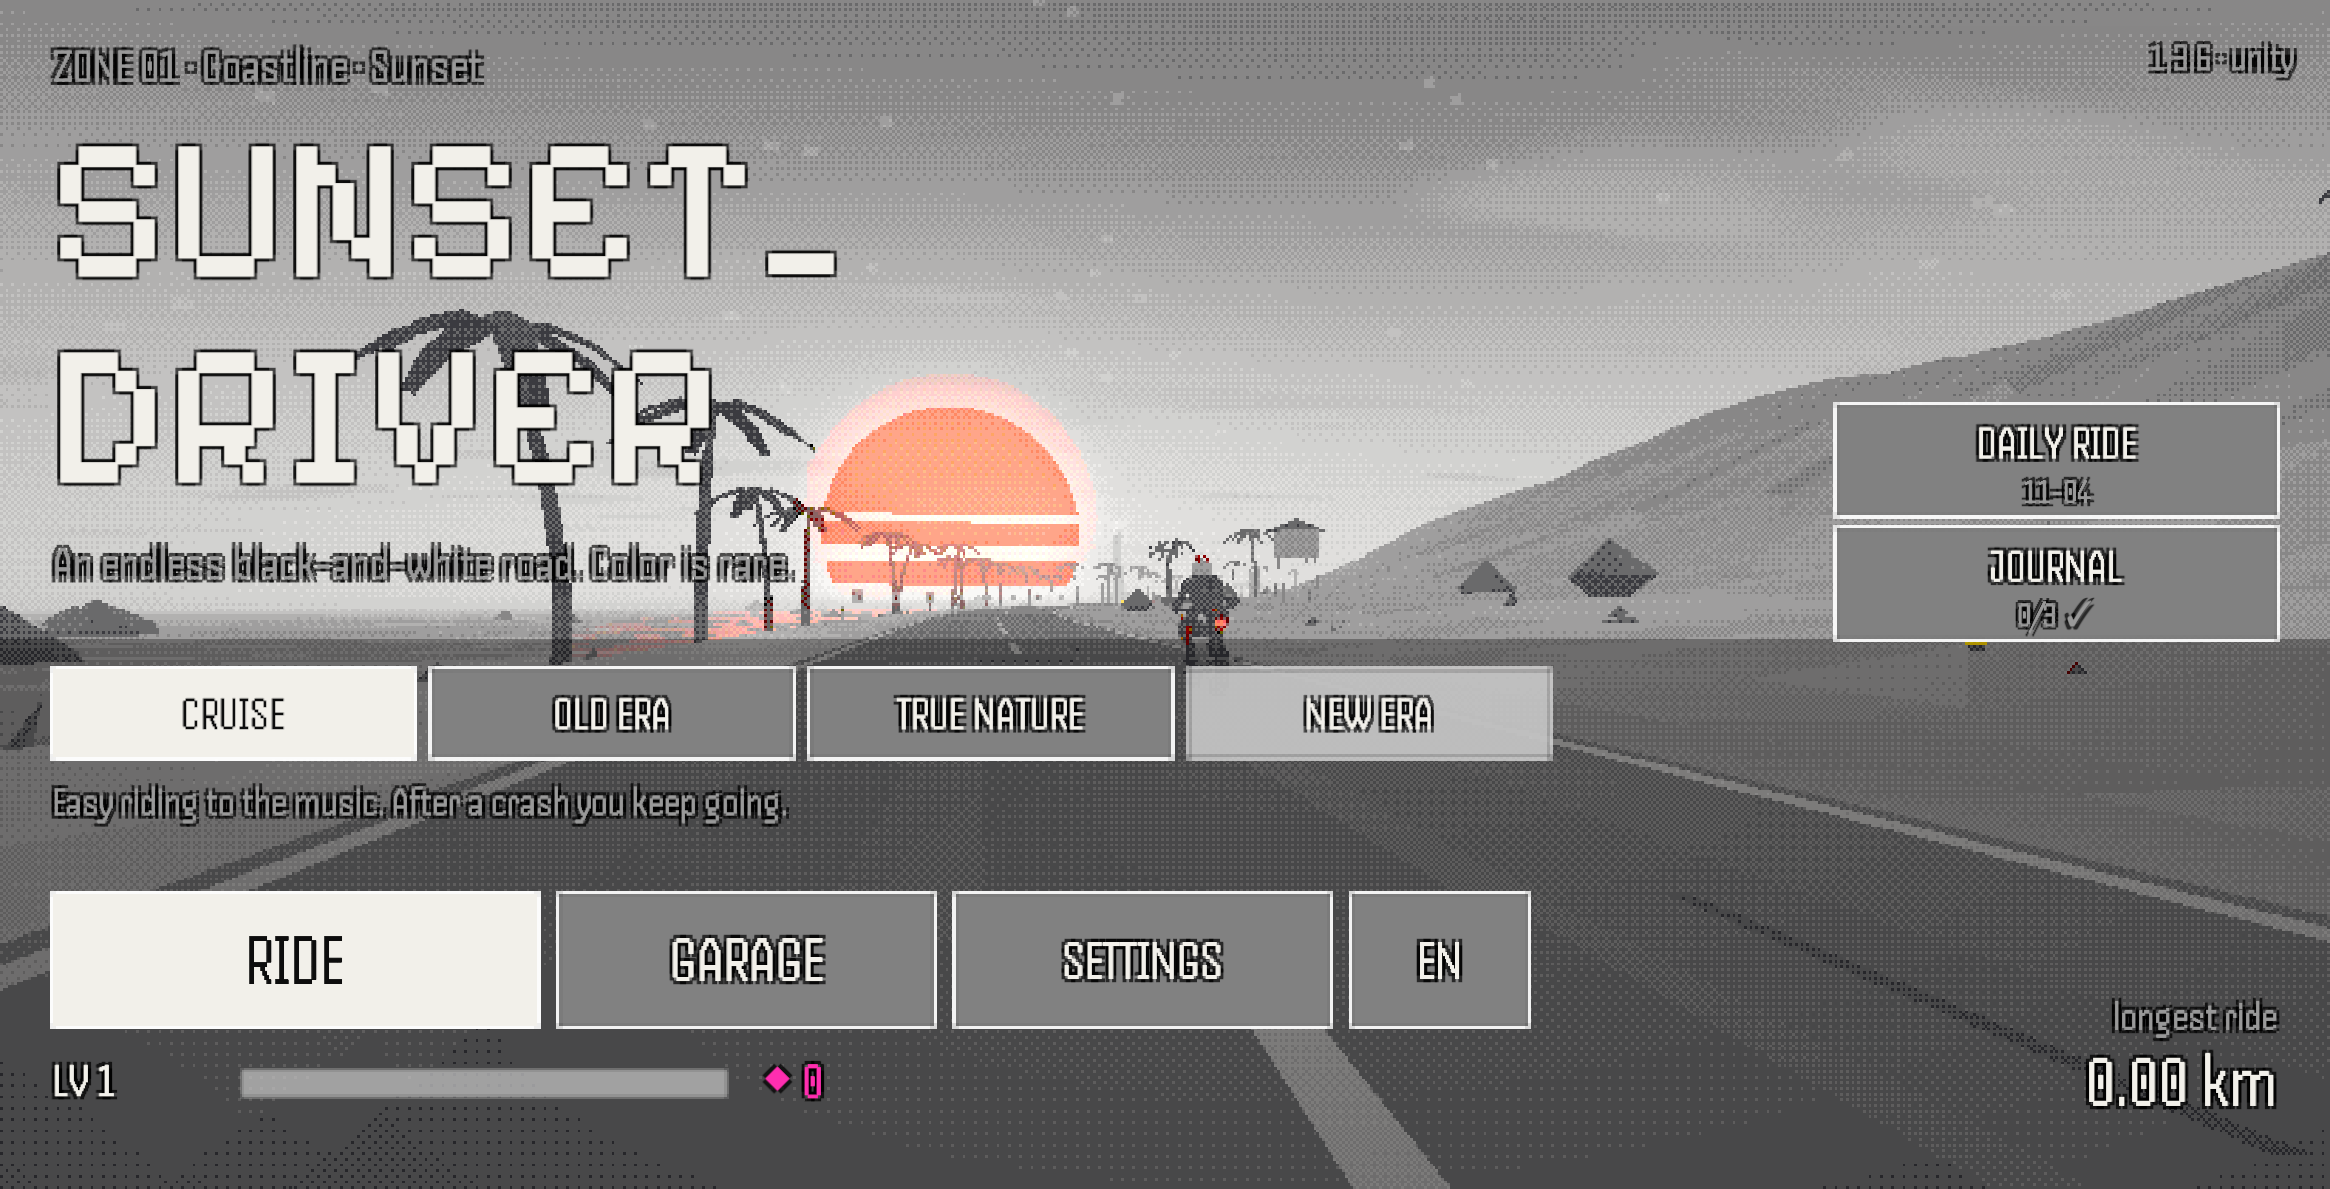 ZONE 01·Coastline·Sunset
1.3.6·unity
SUNSET_
DRIVER
An endless black-and-white road. Color is rare.
DAILY RIDE
11-04
JOURNAL
0/3 ✓
CRUISE
OLD ERA
TRUE NATURE
NEW ERA
Easy riding to the music. After a crash you keep going.
RIDE
GARAGE
SETTINGS
EN
LV 1
◆ 0
longest ride
0.00 km